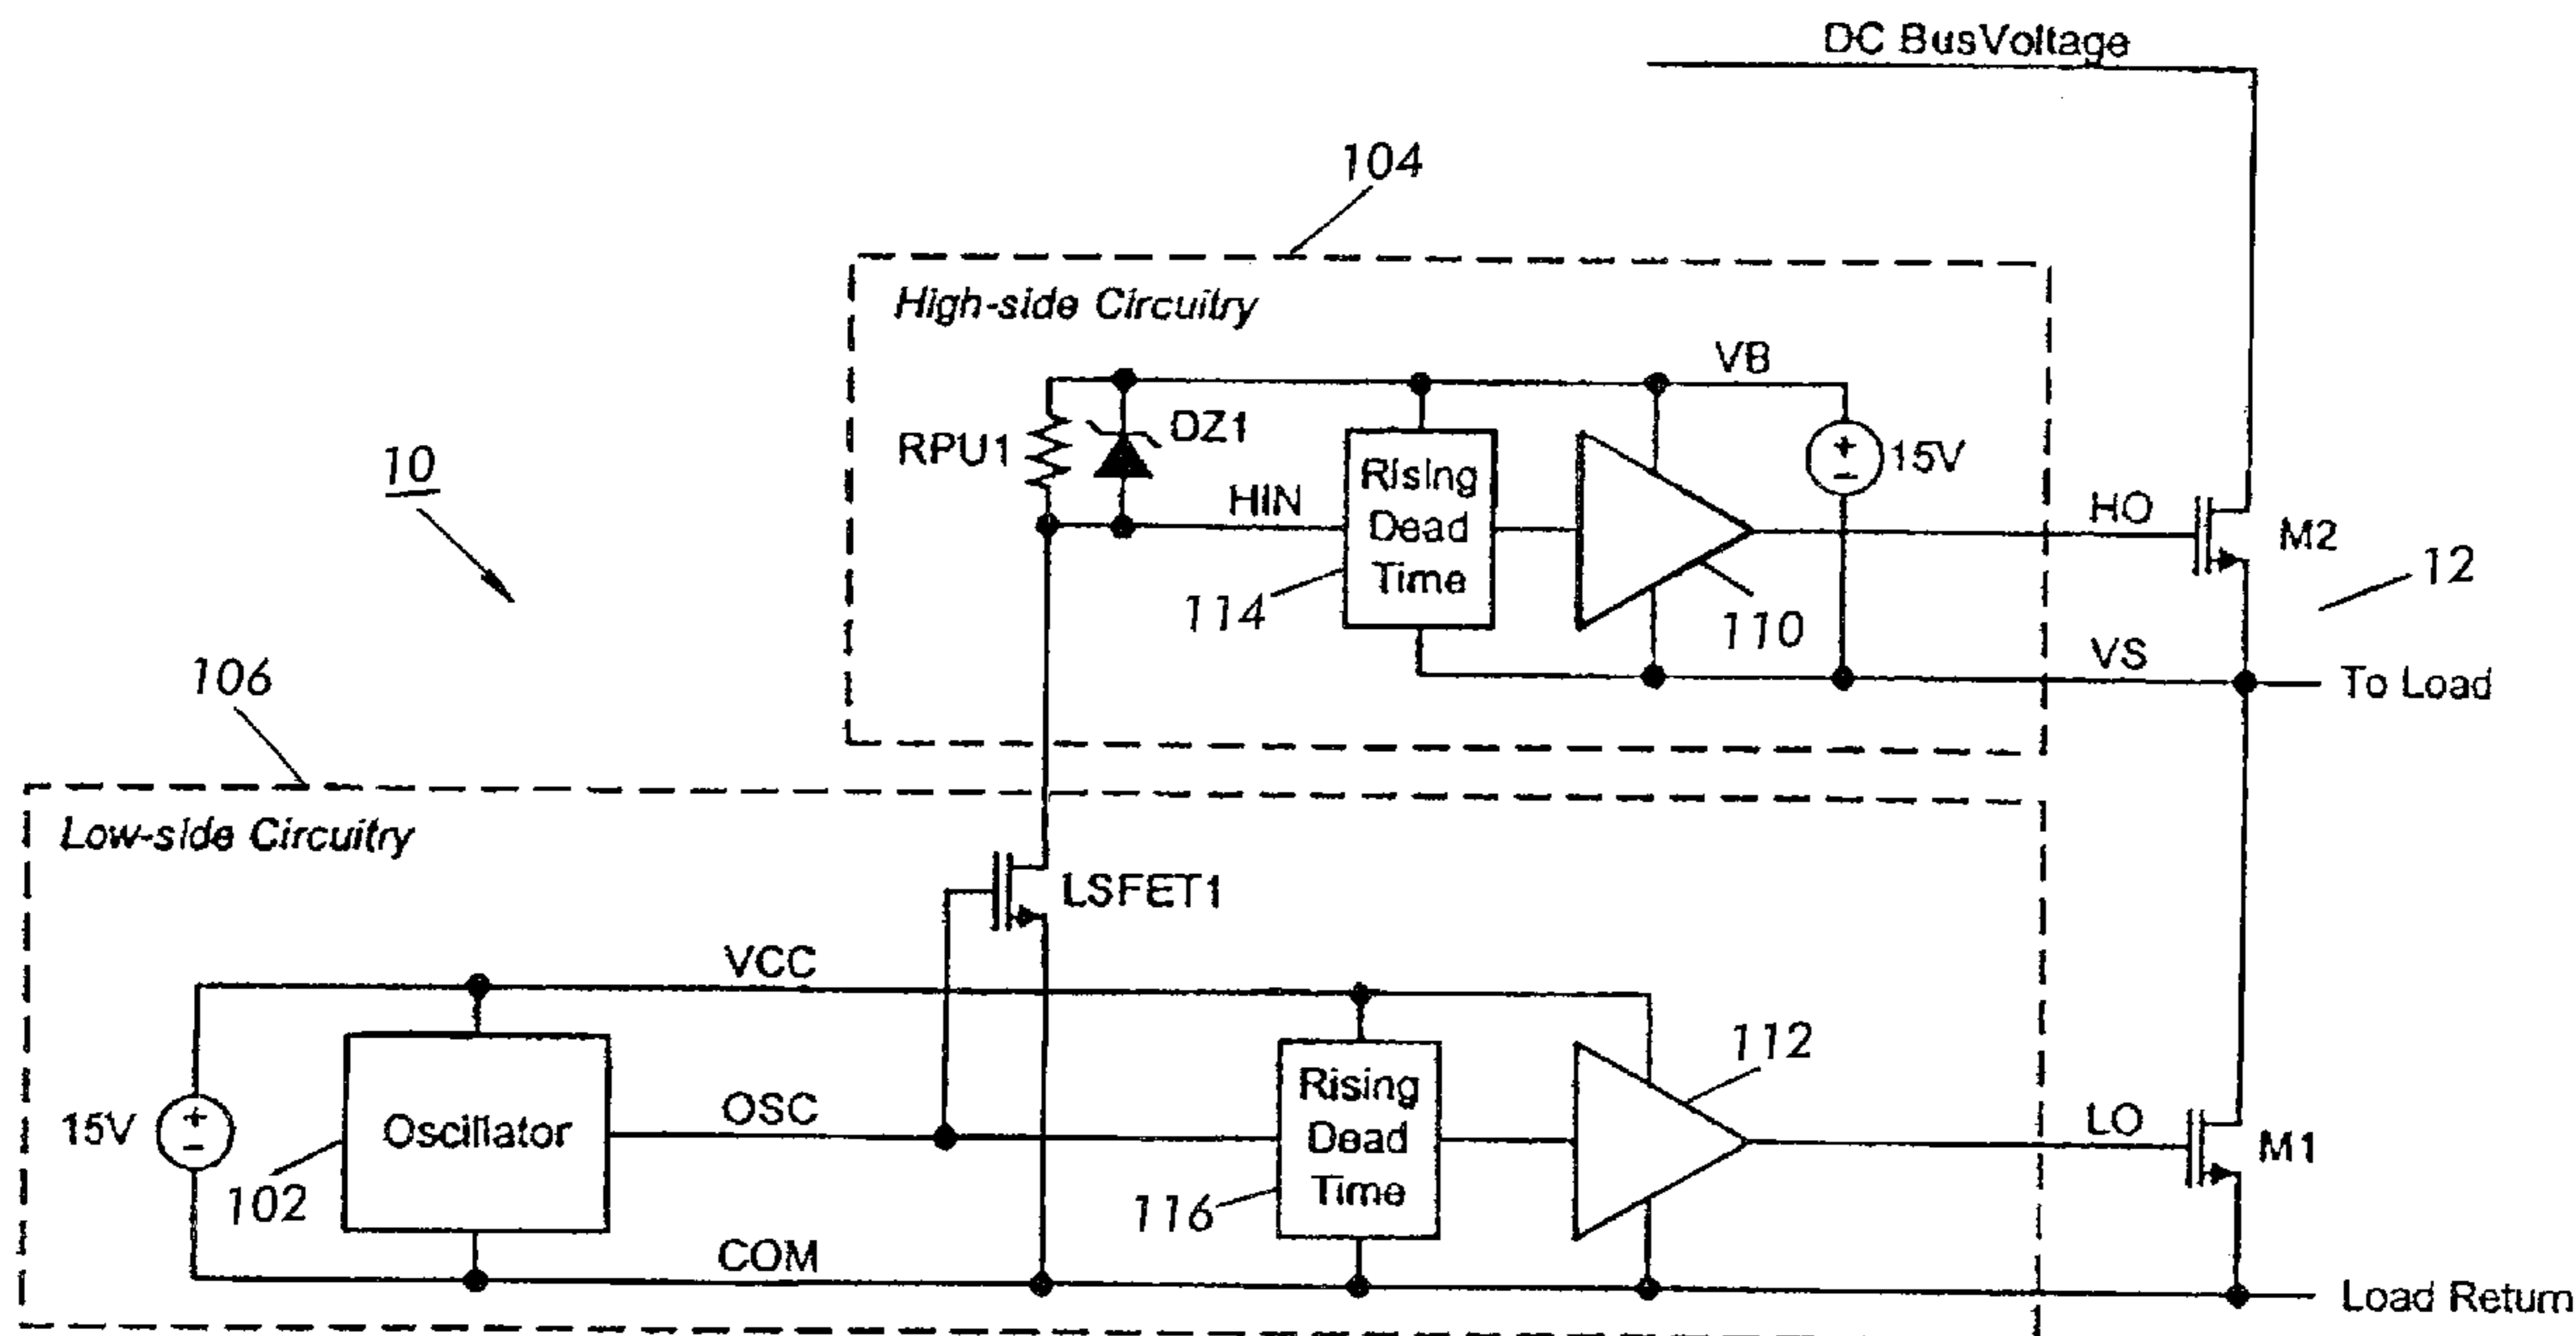 DC BusVoltage
104
High-side Circuitry
VB
RPU1
DZ1
15V
10
HIN
Rising
Dead
Time
HO
M2
12
114
110
VS
To Load
106
Low-side Circuitry
LSFET1
VCC
112
15V
Oscillator
OSC
Rising
Dead
Time
LO
M1
102
116
COM
Load Return